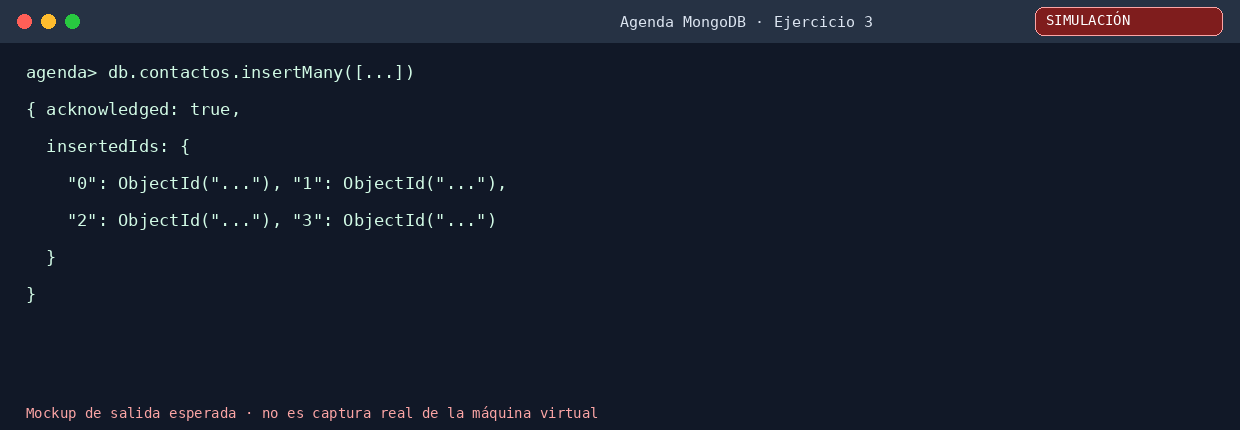 Agenda MongoDB · Ejercicio 3
SIMULACIÓN
agenda> db.contactos.insertMany([...])
{ acknowledged: true,
  insertedIds: {
    "0": ObjectId("..."), "1": ObjectId("..."),
    "2": ObjectId("..."), "3": ObjectId("...")
  }
}
Mockup de salida esperada · no es captura real de la máquina virtual